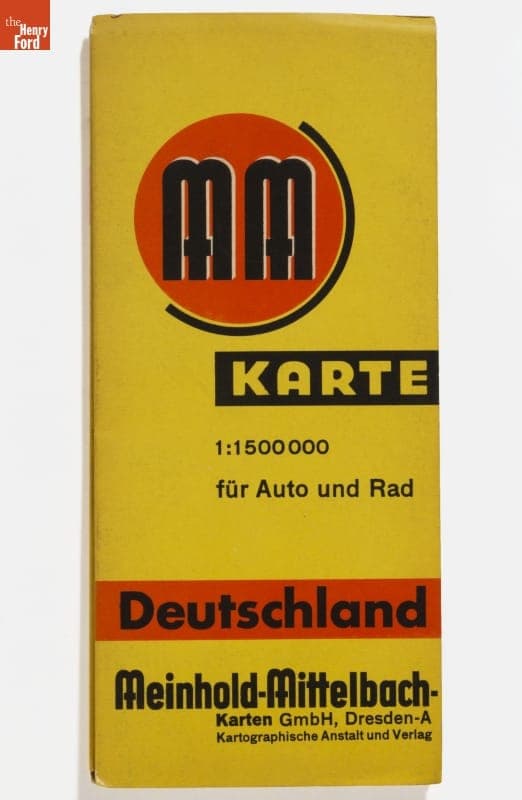 the
Henry
Ford
MM
KARTE
1:1500000
für Auto und Rad
Deutschland
Meinhold-Mittelbach-
Karten GmbH, Dresden-A
Kartographische Anstalt und Verlag